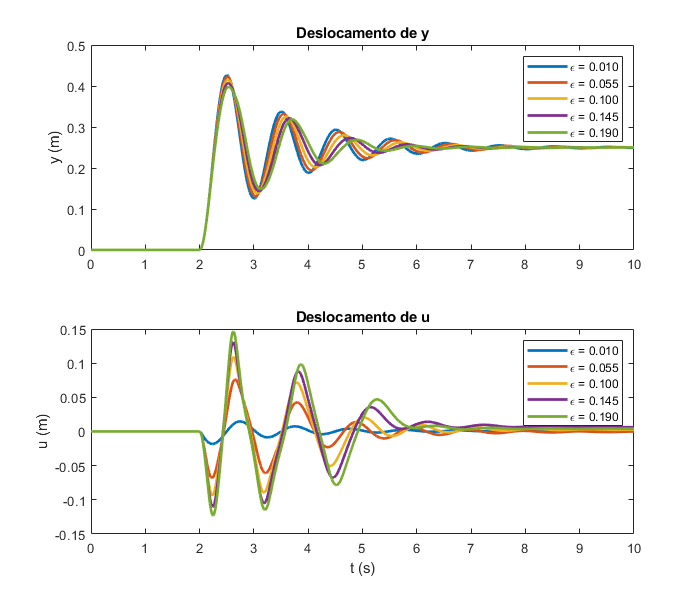 Deslocamento de y
0.5
0.4
0.3
0.2
0.1
0
y (m)
ϵ = 0.010
ϵ = 0.055
ϵ = 0.100
ϵ = 0.145
ϵ = 0.190
0 1 2 3 4 5 6 7 8 9 10
Deslocamento de u
0.15
0.1
0.05
0
-0.05
-0.1
-0.15
u (m)
ϵ = 0.010
ϵ = 0.055
ϵ = 0.100
ϵ = 0.145
ϵ = 0.190
0 1 2 3 4 5 6 7 8 9 10
t (s)